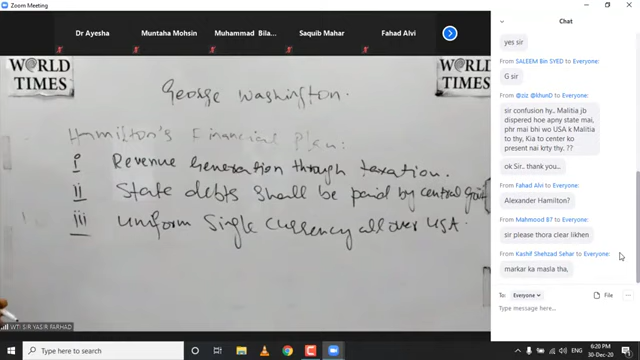 Zoom Meeting
Dr Ayesha
Muntaha Mohsin
Muhammad Bila...
Saquib Mahar
Fahad Alvi
WORLD TIMES
WORLD TIMES
George Washington.
Hamilton's Financial Plan:
i Revenue Generation through taxation.
ii State debts shall be paid by central Govt
iii Uniform Single Currency all over USA.
WTI SIR YASIR FARHAD
Chat
yes sir
From SALEEM Bin SYED to Everyone:
G sir
From @ziz @khunD to Everyone:
sir confusion hy. Malitia jb
dispered hoe apny state mai,
phr mai bhi wo USA k Malitia
to thy, Kia to center ko
present nai krty thy. ??
ok Sir.. thank you...
From Fahad Alvi to Everyone:
Alexander Hamilton?
From Mahmood 87 to Everyone:
sir please thora clear likhen
From Kashif Shehzad Sehar to Everyone:
markar ka masla tha,
To: Everyone
File
Type message here...
Type here to search
6:20 PM
30-Dec-20